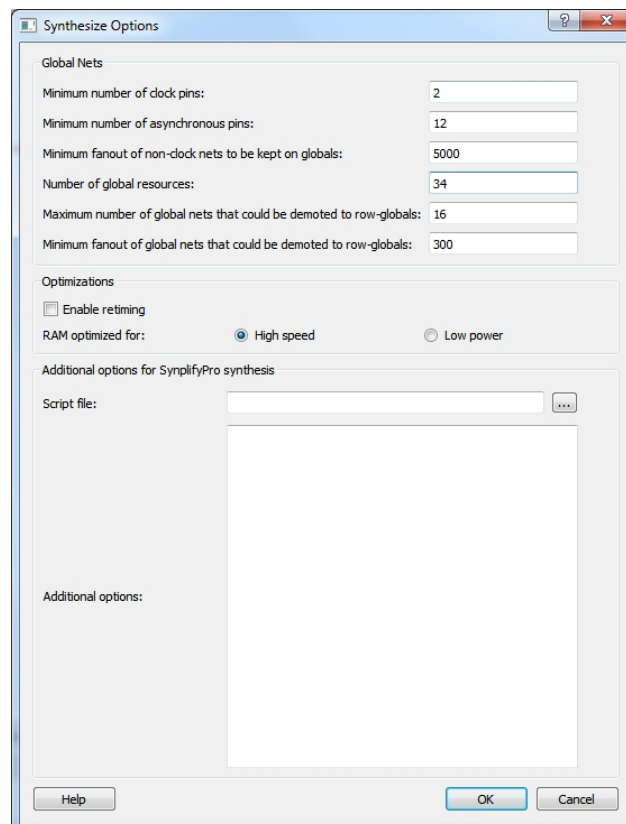 Synthesize Options
?
Global Nets
Minimum number of clock pins: 2
Minimum number of asynchronous pins: 12
Minimum fanout of non-clock nets to be kept on globals: 5000
Number of global resources: 34
Maximum number of global nets that could be demoted to row-globals: 16
Minimum fanout of global nets that could be demoted to row-globals: 300
Optimizations
Enable retiming
RAM optimized for: High speed Low power
Additional options for SynplifyPro synthesis
Script file: ...
Additional options:
Help OK Cancel